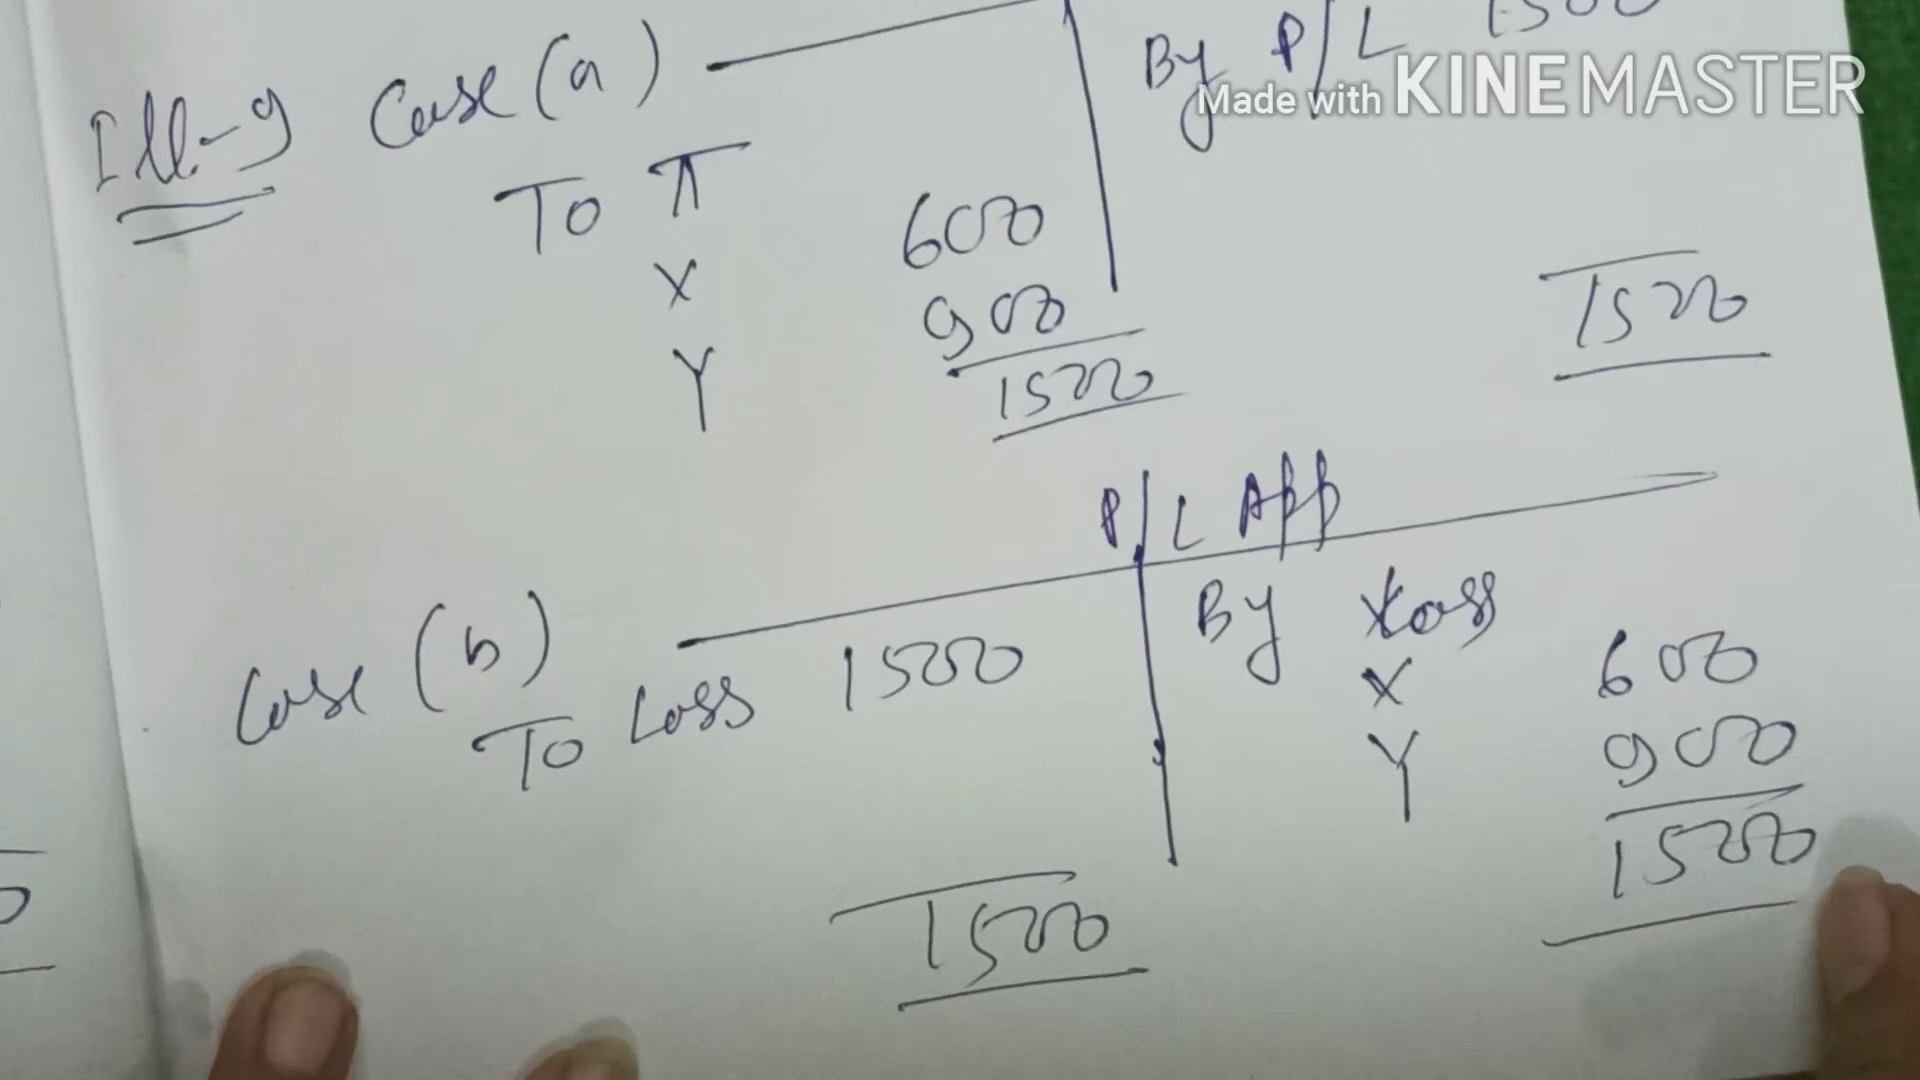 By P/L 1500
Made with KINEMASTER
Ill-9 Case (a)
To π
X 600
Y 900
1500 1500
P/L App
Case (b)
To Loss 1500 By Loss
X 600
Y 900
1500 1500